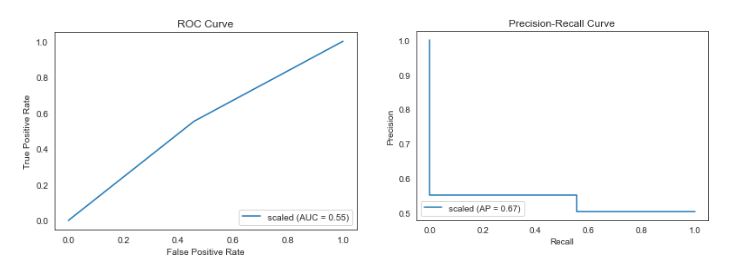 ROC Curve
True Positive Rate
1.0
0.8
0.6
0.4
0.2
0.0
scaled (AUC = 0.55)
0.0 0.2 0.4 0.6 0.8 1.0
False Positive Rate
Precision-Recall Curve
Precision
1.0
0.9
0.8
0.7
0.6
0.5
scaled (AP = 0.67)
0.0 0.2 0.4 0.6 0.8 1.0
Recall